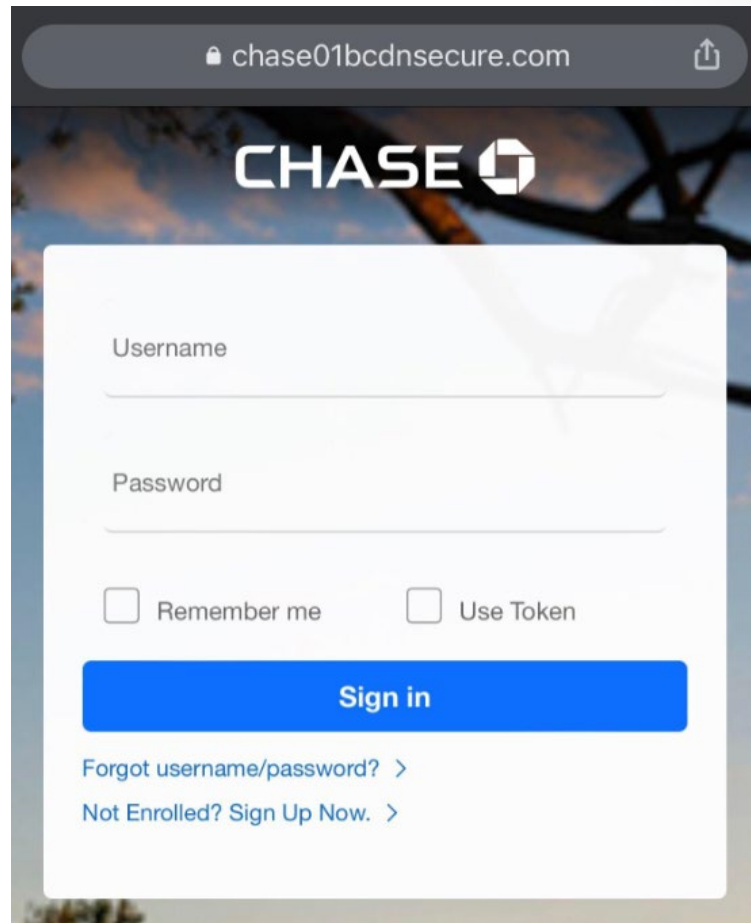 chase01bcdnsecure.com
CHASE
Username
Password
Remember me Use Token
Sign in
Forgot username/password? >
Not Enrolled? Sign Up Now. >